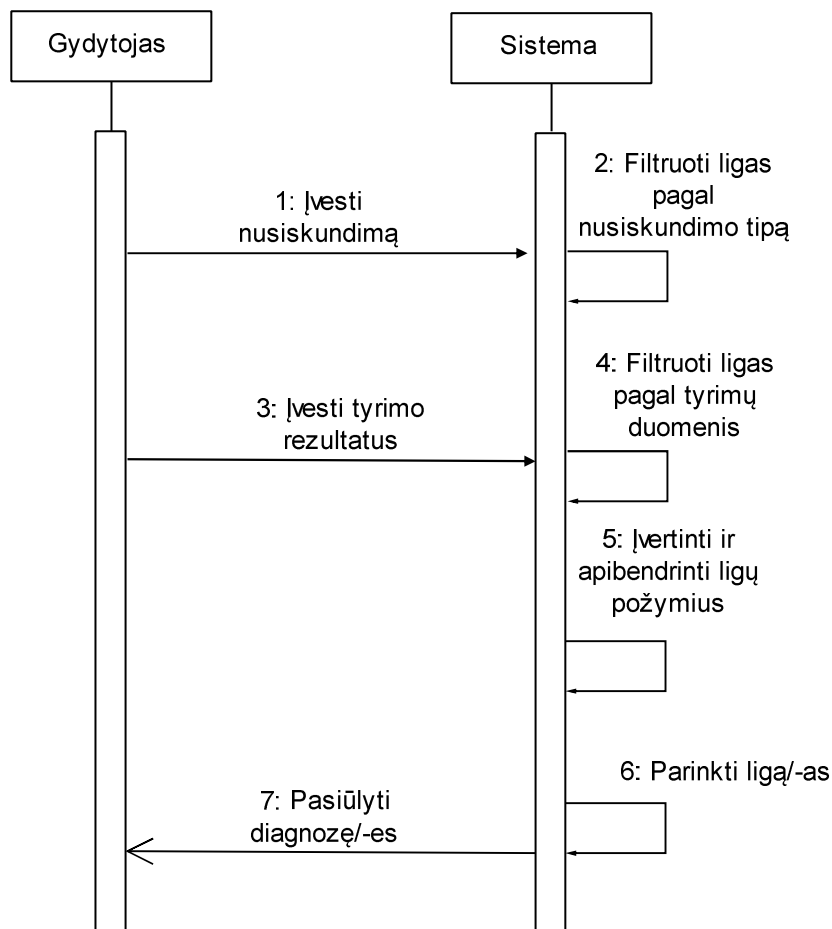 Gydytojas
Sistema
1: Įvesti
nusiskundimą
2: Filtruoti ligas
pagal
nusiskundimo tipą
3: Įvesti tyrimo
rezultatus
4: Filtruoti ligas
pagal tyrimų
duomenis
5: Įvertinti ir
apibendrinti ligų
požymius
6: Parinkti ligą/-as
7: Pasiūlyti
diagnozę/-es